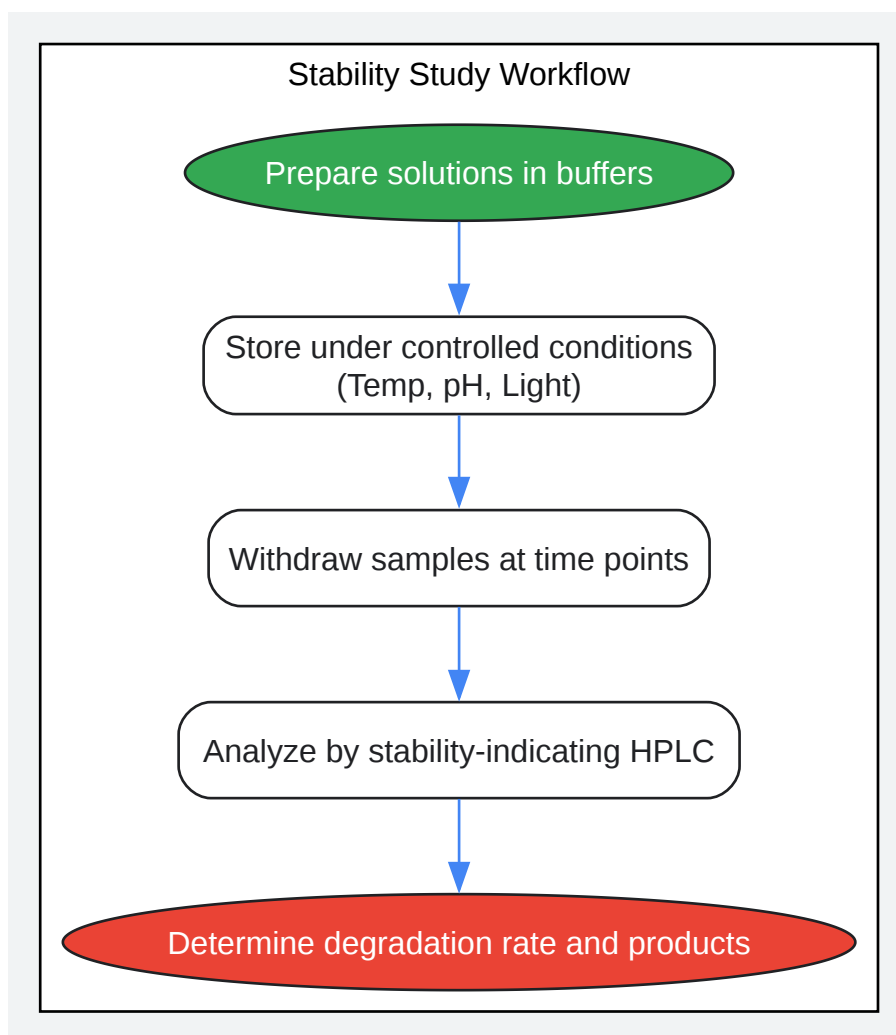 Stability Study Workflow
Prepare solutions in buffers
Store under controlled conditions
(Temp, pH, Light)
Withdraw samples at time points
Analyze by stability-indicating HPLC
Determine degradation rate and products